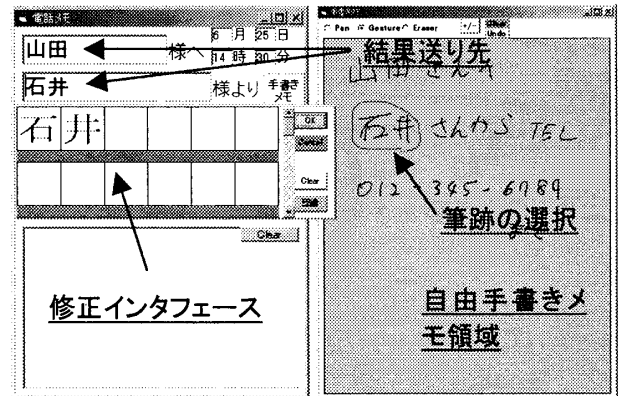 電話メモ
山田 様へ 6 月 25 日
14 時 30 分
石井 様より 手書きメモ
石 井
OK
Cancel
Clear
Clear
修正インタフェース
Pen Gesture Eraser +/- Clear
Undo
結果送り先
山田さんへ
石井 さんから TEL
012-345-6789
筆跡の選択
自由手書きメ
モ領域